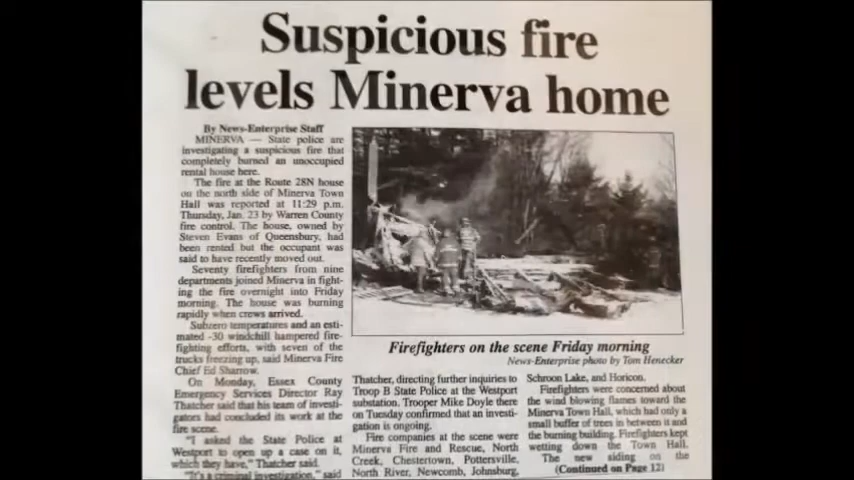 Suspicious fire
levels Minerva home
By News-Enterprise Staff
MINERVA — State police are
investigating a suspicious fire that
completely burned an unoccupied
rental house here.
The fire at the Route 28N house
on the north side of Minerva Town
Hall was reported at 11:29 p.m.
Thursday, Jan. 23 by Warren County
fire control. The house, owned by
Steven Evans of Queensbury, had
been rented but the occupant was
said to have recently moved out.
Seventy firefighters from nine
departments joined Minerva in fight-
ing the fire overnight into Friday
morning. The house was burning
rapidly when crews arrived.
Subzero temperatures and an esti-
mated -30 windchill hampered fire-
fighting efforts, with seven of the
trucks freezing up, said Minerva Fire
Chief Ed Sharrow.
On Monday, Essex County
Emergency Services Director Ray
Thatcher said that his team of investi-
gators had concluded its work at the
fire scene.
"I asked the State Police at
Westport to open up a case on it,
which they have," Thatcher said.
"It's a criminal investigation," said
Firefighters on the scene Friday morning
News-Enterprise photo by Tom Henecker
Thatcher, directing further inquiries to
Troop B State Police at the Westport
substation. Trooper Mike Doyle there
on Tuesday confirmed that an investi-
gation is ongoing.
Fire companies at the scene were
Minerva Fire and Rescue, North
Creek, Chestertown, Pottersville,
North River, Newcomb, Johnsburg,
Schroon Lake, and Horicon.
Firefighters were concerned about
the wind blowing flames toward the
Minerva Town Hall, which had only a
small buffer of trees in between it and
the burning building. Firefighters kept
wetting down the Town Hall.
The new siding on the
(Continued on Page 12)